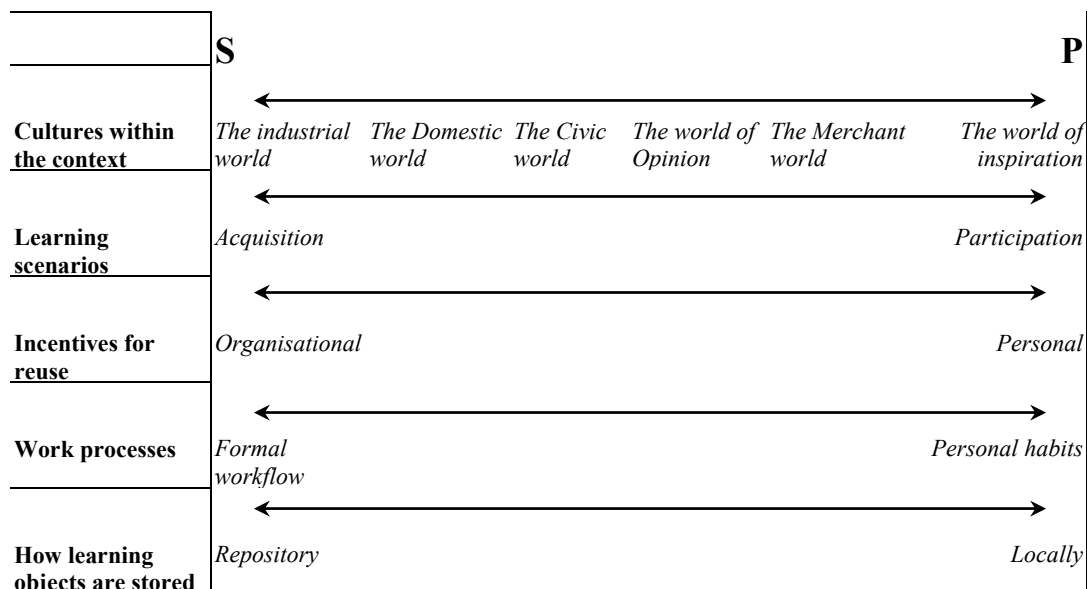 S P
Cultures within the context
The industrial world
The Domestic world
The Civic world
The world of Opinion
The Merchant world
The world of inspiration
Learning scenarios
Acquisition
Participation
Incentives for reuse
Organisational
Personal
Work processes
Formal workflow
Personal habits
How learning objects are stored
Repository
Locally